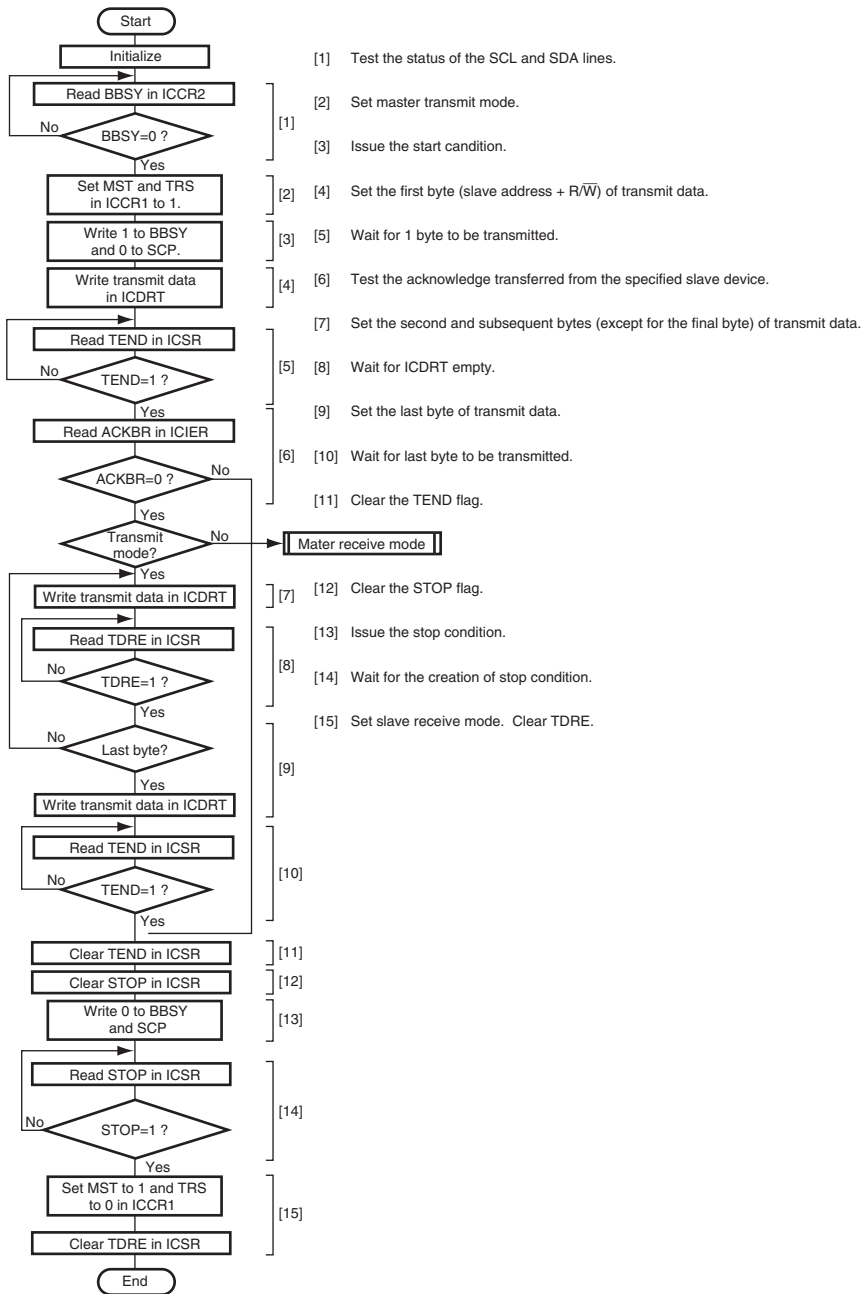 Start
Initialize
Read BBSY in ICCR2
No
BBSY=0 ?
[1]
Yes
Set MST and TRS
in ICCR1 to 1.
[2]
Write 1 to BBSY
and 0 to SCP.
[3]
Write transmit data
in ICDRT
[4]
Read TEND in ICSR
No
TEND=1 ?
[5]
Yes
Read ACKBR in ICIER
[6]
ACKBR=0 ?
No
Yes
Transmit
mode?
No
Mater receive mode
Yes
Write transmit data in ICDRT
[7]
Read TDRE in ICSR
No
TDRE=1 ?
[8]
Yes
No
Last byte?
[9]
Yes
Write transmit data in ICDRT
Read TEND in ICSR
No
TEND=1 ?
[10]
Yes
Clear TEND in ICSR
[11]
Clear STOP in ICSR
[12]
Write 0 to BBSY
and SCP
[13]
Read STOP in ICSR
No
STOP=1 ?
[14]
Yes
Set MST to 1 and TRS
to 0 in ICCR1
[15]
Clear TDRE in ICSR
End
[1] Test the status of the SCL and SDA lines.
[2] Set master transmit mode.
[3] Issue the start candition.
[4] Set the first byte (slave address + R/W̅) of transmit data.
[5] Wait for 1 byte to be transmitted.
[6] Test the acknowledge transferred from the specified slave device.
[7] Set the second and subsequent bytes (except for the final byte) of transmit data.
[8] Wait for ICDRT empty.
[9] Set the last byte of transmit data.
[10] Wait for last byte to be transmitted.
[11] Clear the TEND flag.
[12] Clear the STOP flag.
[13] Issue the stop condition.
[14] Wait for the creation of stop condition.
[15] Set slave receive mode. Clear TDRE.